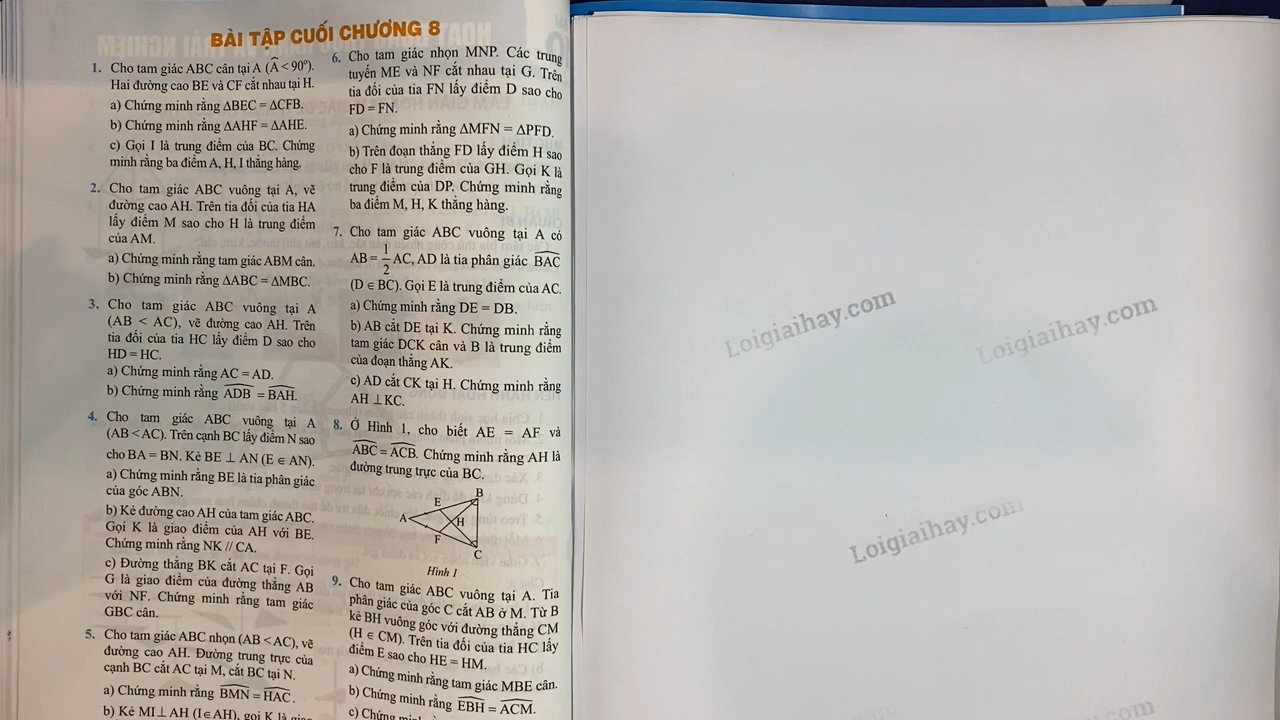 BÀI TẬP CUỐI CHƯƠNG 8
1. Cho tam giác ABC cân tại A (Â < 90°).
Hai đường cao BE và CF cắt nhau tại H.
a) Chứng minh rằng ΔBEC = ΔCFB.
b) Chứng minh rằng ΔAHF = ΔAHE.
c) Gọi I là trung điểm của BC. Chứng
minh rằng ba điểm A, H, I thẳng hàng.
2. Cho tam giác ABC vuông tại A, vẽ
đường cao AH. Trên tia đối của tia HA
lấy điểm M sao cho H là trung điểm
của AM.
a) Chứng minh rằng tam giác ABM cân.
b) Chứng minh rằng ΔABC = ΔMBC.
3. Cho tam giác ABC vuông tại A
(AB < AC), vẽ đường cao AH. Trên
tia đối của tia HC lấy điểm D sao cho
HD = HC.
a) Chứng minh rằng AC = AD.
b) Chứng minh rằng ADB = BAH.
4. Cho tam giác ABC vuông tại A
(AB < AC). Trên cạnh BC lấy điểm N sao
cho BA = BN. Kẻ BE ⊥ AN (E ∈ AN).
a) Chứng minh rằng BE là tia phân giác
của góc ABN.
b) Kẻ đường cao AH của tam giác ABC.
Gọi K là giao điểm của AH với BE.
Chứng minh rằng NK // CA.
c) Đường thẳng BK cắt AC tại F. Gọi
G là giao điểm của đường thẳng AB
với NF. Chứng minh rằng tam giác
GBC cân.
5. Cho tam giác ABC nhọn (AB < AC), vẽ
đường cao AH. Đường trung trực của
cạnh BC cắt AC tại M, cắt BC tại N.
a) Chứng minh rằng BMN = HAC.
b) Kẻ MI ⊥ AH (I ∈ AH), gọi K là giao
6. Cho tam giác nhọn MNP. Các trung
tuyến ME và NF cắt nhau tại G. Trên
tia đối của tia FN lấy điểm D sao cho
FD = FN.
a) Chứng minh rằng ΔMFN = ΔPFD.
b) Trên đoạn thẳng FD lấy điểm H sao
cho F là trung điểm của GH. Gọi K là
trung điểm của DP. Chứng minh rằng
ba điểm M, H, K thẳng hàng.
7. Cho tam giác ABC vuông tại A có
AB = 1/2 AC, AD là tia phân giác BAC
(D ∈ BC). Gọi E là trung điểm của AC.
a) Chứng minh rằng DE = DB.
b) AB cắt DE tại K. Chứng minh rằng
tam giác DCK cân và B là trung điểm
của đoạn thẳng AK.
c) AD cắt CK tại H. Chứng minh rằng
AH ⊥ KC.
8. Ở Hình 1, cho biết AE = AF và
ABC = ACB. Chứng minh rằng AH là
đường trung trực của BC.
B
E
A
H
F
C
Hình 1
9. Cho tam giác ABC vuông tại A. Tia
phân giác của góc C cắt AB ở M. Từ B
kẻ BH vuông góc với đường thẳng CM
(H ∈ CM). Trên tia đối của tia HC lấy
điểm E sao cho HE = HM.
a) Chứng minh rằng tam giác MBE cân.
b) Chứng minh rằng EBH = ACM.
c) Chứng minh
Loigiaihay.com
Loigiaihay.com
Loigiaihay.com